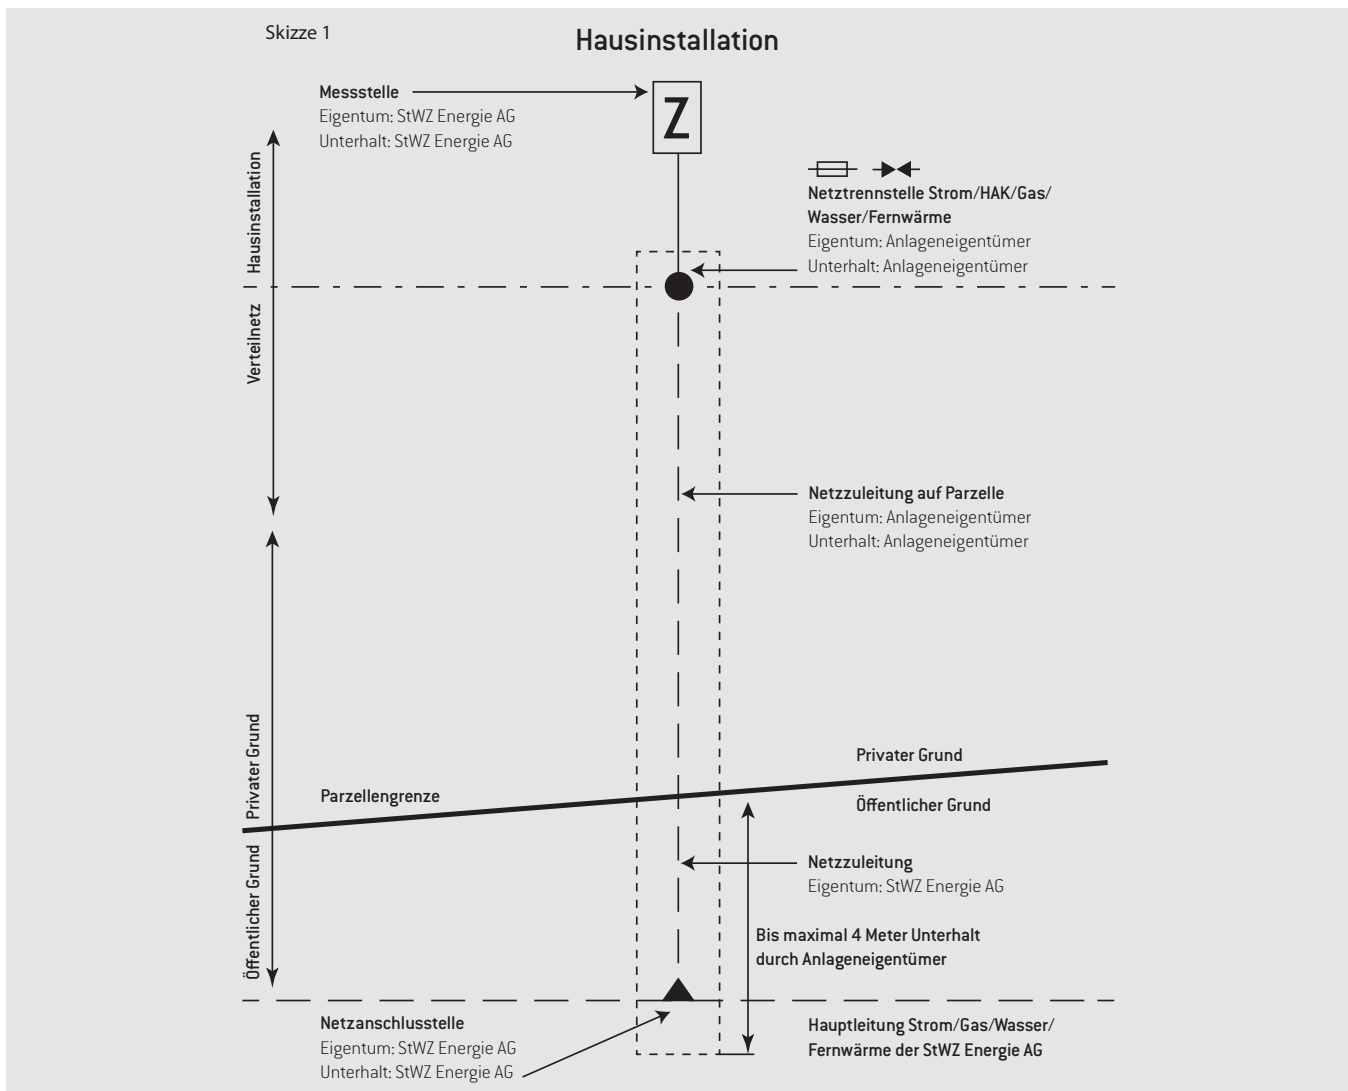 Skizze 1
Hausinstallation
Messstelle
Eigentum: StWZ Energie AG
Unterhalt: StWZ Energie AG
Z
Netztrennstelle Strom/HAK/Gas/
Wasser/Fernwärme
Eigentum: Anlageneigentümer
Unterhalt: Anlageneigentümer
Hausinstallation
Verteilnetz
Netzzuleitung auf Parzelle
Eigentum: Anlageneigentümer
Unterhalt: Anlageneigentümer
Privater Grund
Öffentlicher Grund
Parzellengrenze
Privater Grund
Öffentlicher Grund
Netzzuleitung
Eigentum: StWZ Energie AG
Bis maximal 4 Meter Unterhalt
durch Anlageneigentümer
Netzanschlusstelle
Eigentum: StWZ Energie AG
Unterhalt: StWZ Energie AG
Hauptleitung Strom/Gas/Wasser/
Fernwärme der StWZ Energie AG